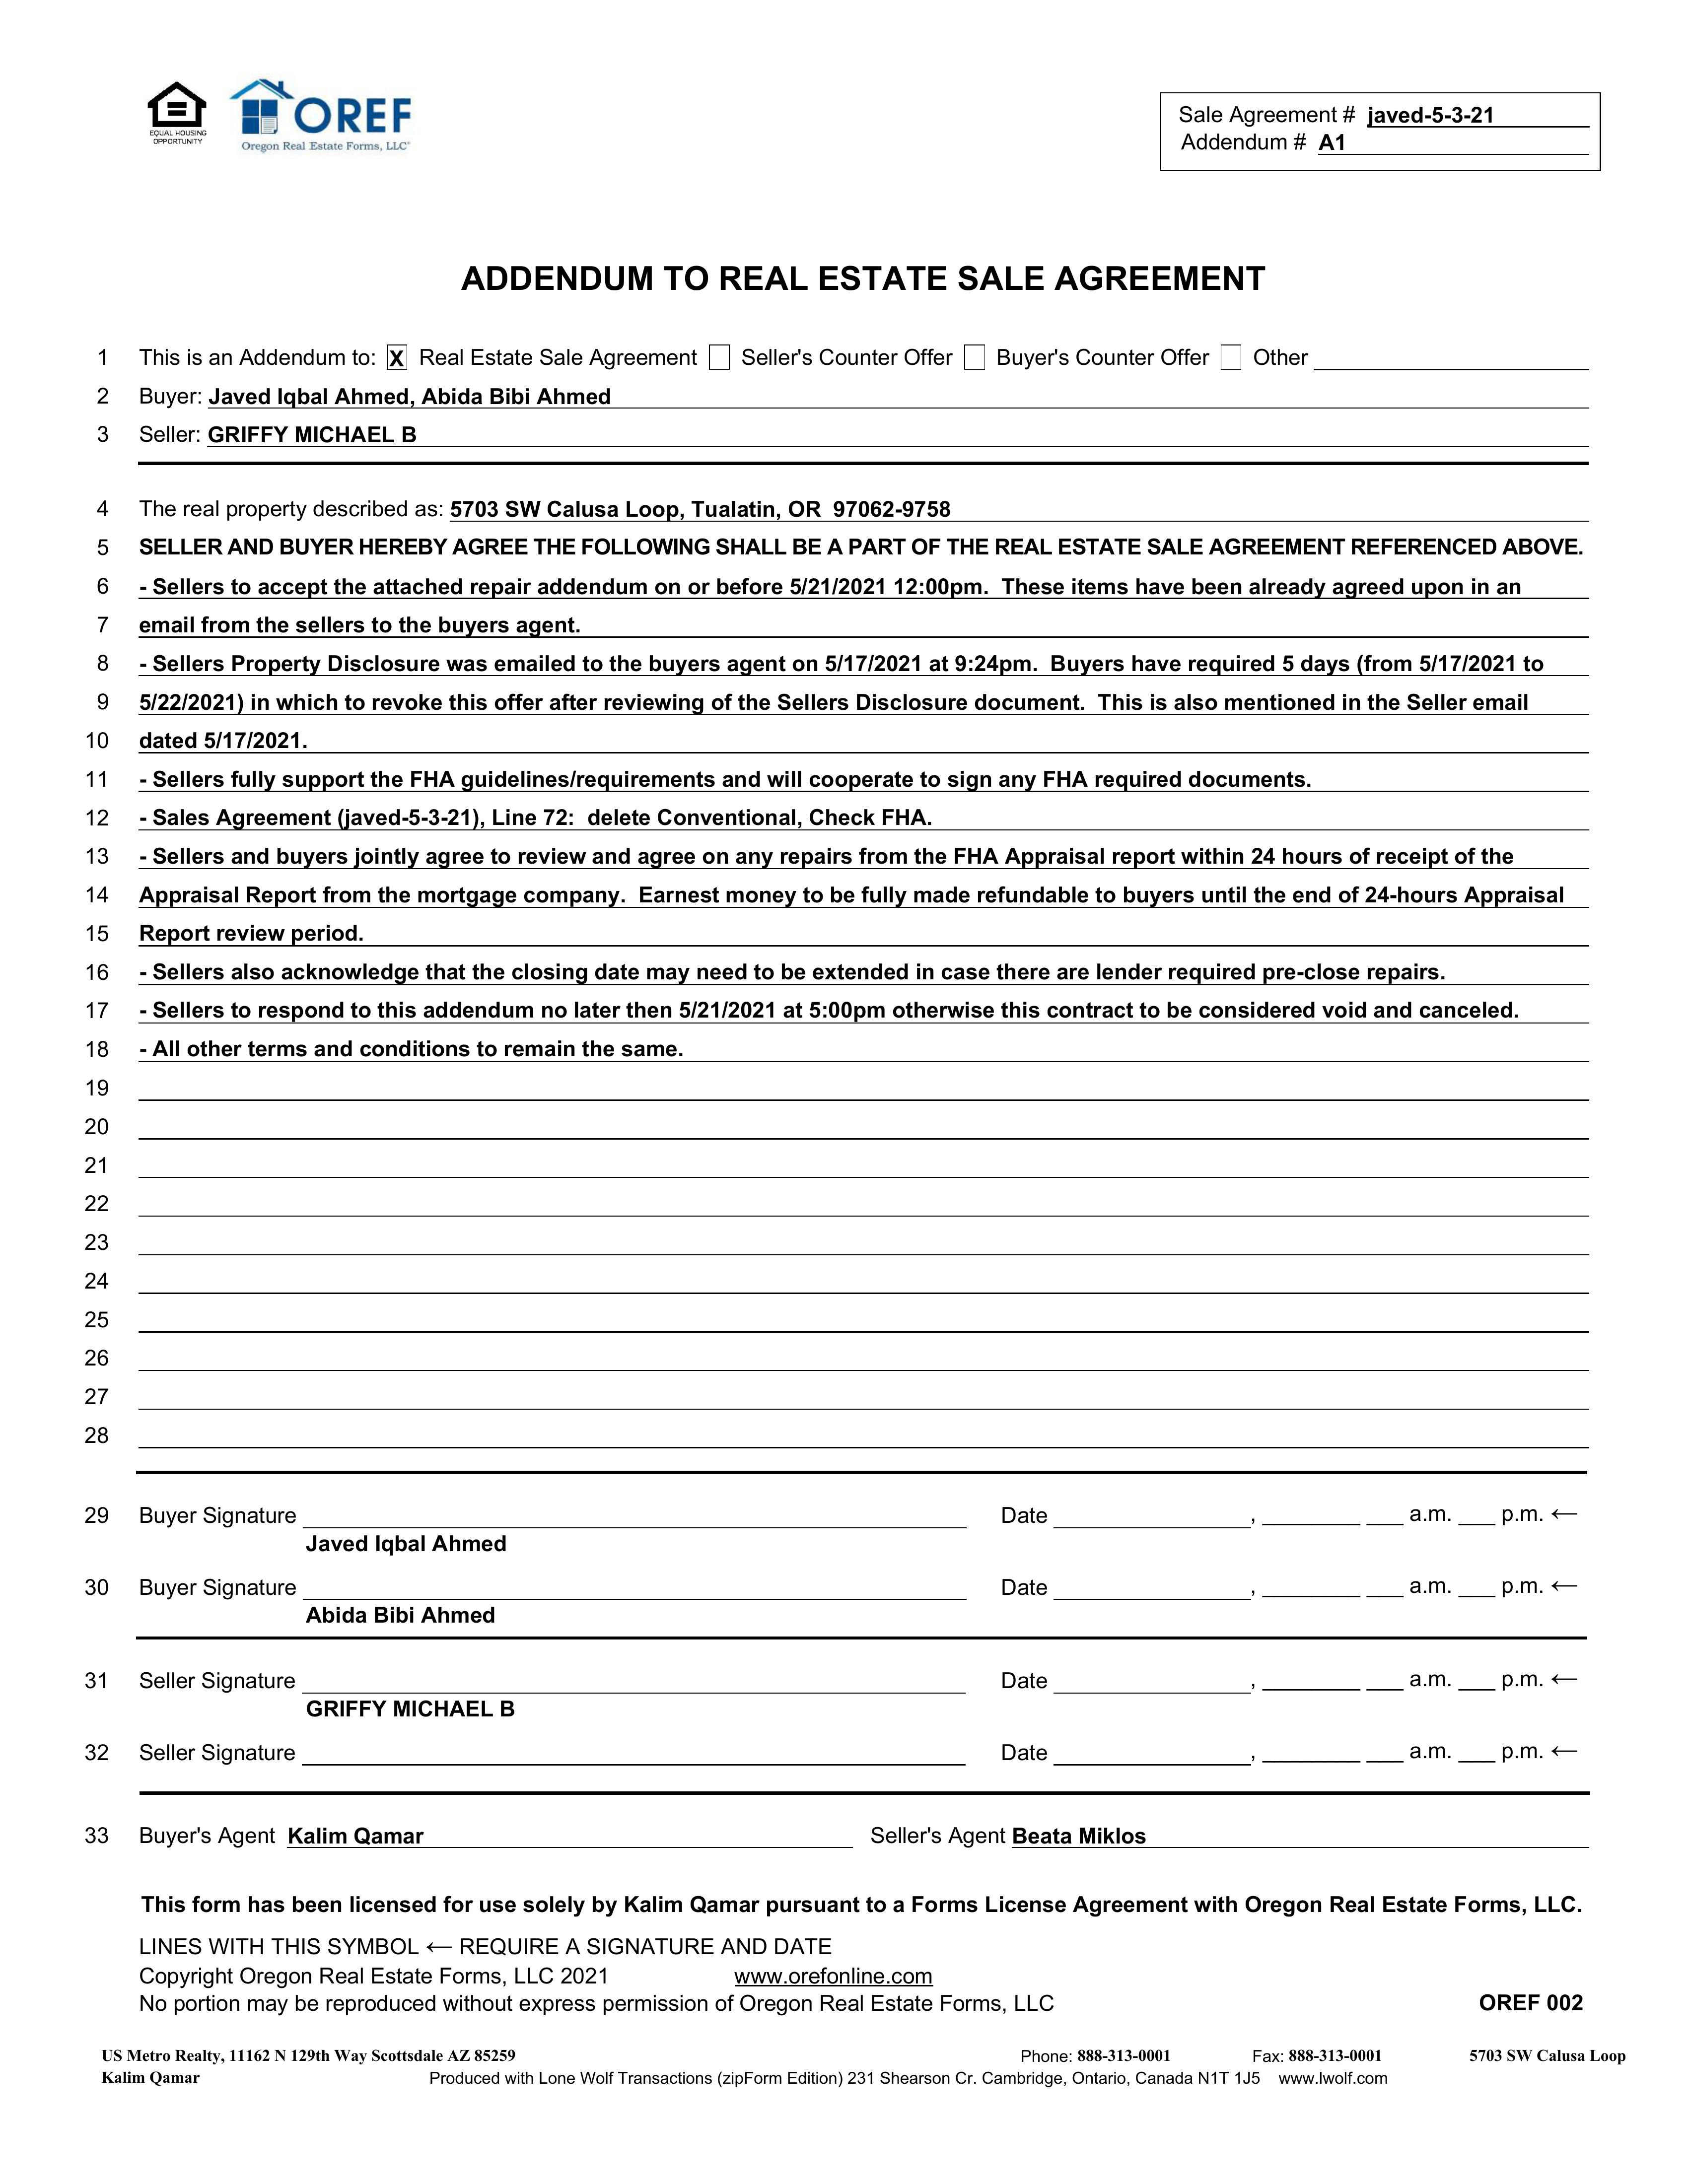 EQUAL HOUSING
OPPORTUNITY
OREF
Oregon Real Estate Forms, LLC
Sale Agreement # javed-5-3-21
Addendum # A1
ADDENDUM TO REAL ESTATE SALE AGREEMENT
1 This is an Addendum to: X Real Estate Sale Agreement Seller's Counter Offer Buyer's Counter Offer Other
2 Buyer: Javed Iqbal Ahmed, Abida Bibi Ahmed
3 Seller: GRIFFY MICHAEL B
4 The real property described as: 5703 SW Calusa Loop, Tualatin, OR 97062-9758
5 SELLER AND BUYER HEREBY AGREE THE FOLLOWING SHALL BE A PART OF THE REAL ESTATE SALE AGREEMENT REFERENCED ABOVE.
6 - Sellers to accept the attached repair addendum on or before 5/21/2021 12:00pm. These items have been already agreed upon in an
7 email from the sellers to the buyers agent.
8 - Sellers Property Disclosure was emailed to the buyers agent on 5/17/2021 at 9:24pm. Buyers have required 5 days (from 5/17/2021 to
9 5/22/2021) in which to revoke this offer after reviewing of the Sellers Disclosure document. This is also mentioned in the Seller email
10 dated 5/17/2021.
11 - Sellers fully support the FHA guidelines/requirements and will cooperate to sign any FHA required documents.
12 - Sales Agreement (javed-5-3-21), Line 72: delete Conventional, Check FHA.
13 - Sellers and buyers jointly agree to review and agree on any repairs from the FHA Appraisal report within 24 hours of receipt of the
14 Appraisal Report from the mortgage company. Earnest money to be fully made refundable to buyers until the end of 24-hours Appraisal
15 Report review period.
16 - Sellers also acknowledge that the closing date may need to be extended in case there are lender required pre-close repairs.
17 - Sellers to respond to this addendum no later then 5/21/2021 at 5:00pm otherwise this contract to be considered void and canceled.
18 - All other terms and conditions to remain the same.
19
20
21
22
23
24
25
26
27
28
29 Buyer Signature Date , a.m. p.m. ←
Javed Iqbal Ahmed
30 Buyer Signature Date , a.m. p.m. ←
Abida Bibi Ahmed
31 Seller Signature Date , a.m. p.m. ←
GRIFFY MICHAEL B
32 Seller Signature Date , a.m. p.m. ←
33 Buyer's Agent Kalim Qamar Seller's Agent Beata Miklos
This form has been licensed for use solely by Kalim Qamar pursuant to a Forms License Agreement with Oregon Real Estate Forms, LLC.
LINES WITH THIS SYMBOL ← REQUIRE A SIGNATURE AND DATE
Copyright Oregon Real Estate Forms, LLC 2021 www.orefonline.com
No portion may be reproduced without express permission of Oregon Real Estate Forms, LLC OREF 002
US Metro Realty, 11162 N 129th Way Scottsdale AZ 85259 Phone: 888-313-0001 Fax: 888-313-0001 5703 SW Calusa Loop
Kalim Qamar Produced with Lone Wolf Transactions (zipForm Edition) 231 Shearson Cr. Cambridge, Ontario, Canada N1T 1J5 www.lwolf.com